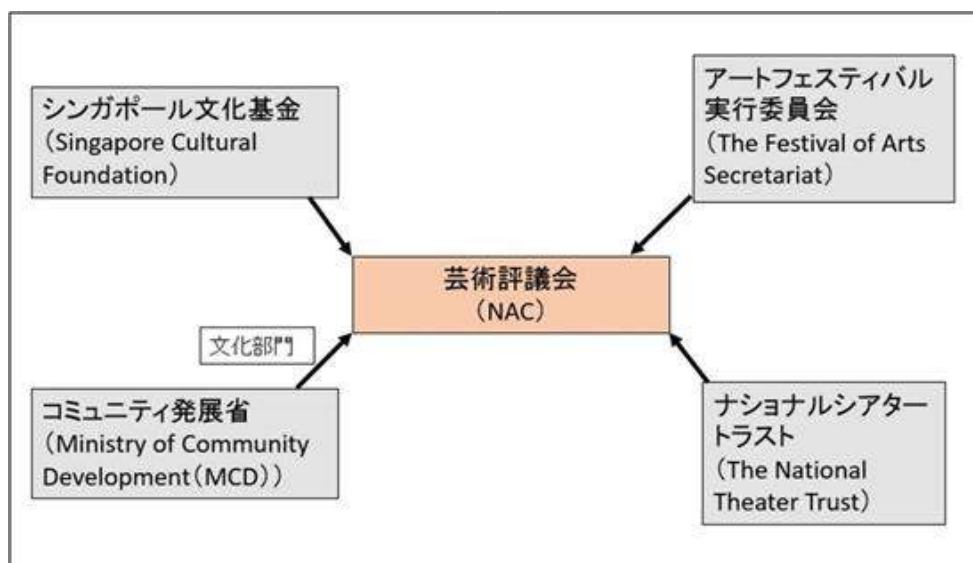 シンガポール文化基金
（Singapore Cultural
Foundation）
アートフェスティバル
実行委員会
（The Festival of Arts
Secretariat）
芸術評議会
（NAC）
文化部門
コミュニティ発展省
（Ministry of Community
Development（MCD））
ナショナルシアター
トラスト
（The National
Theater Trust）